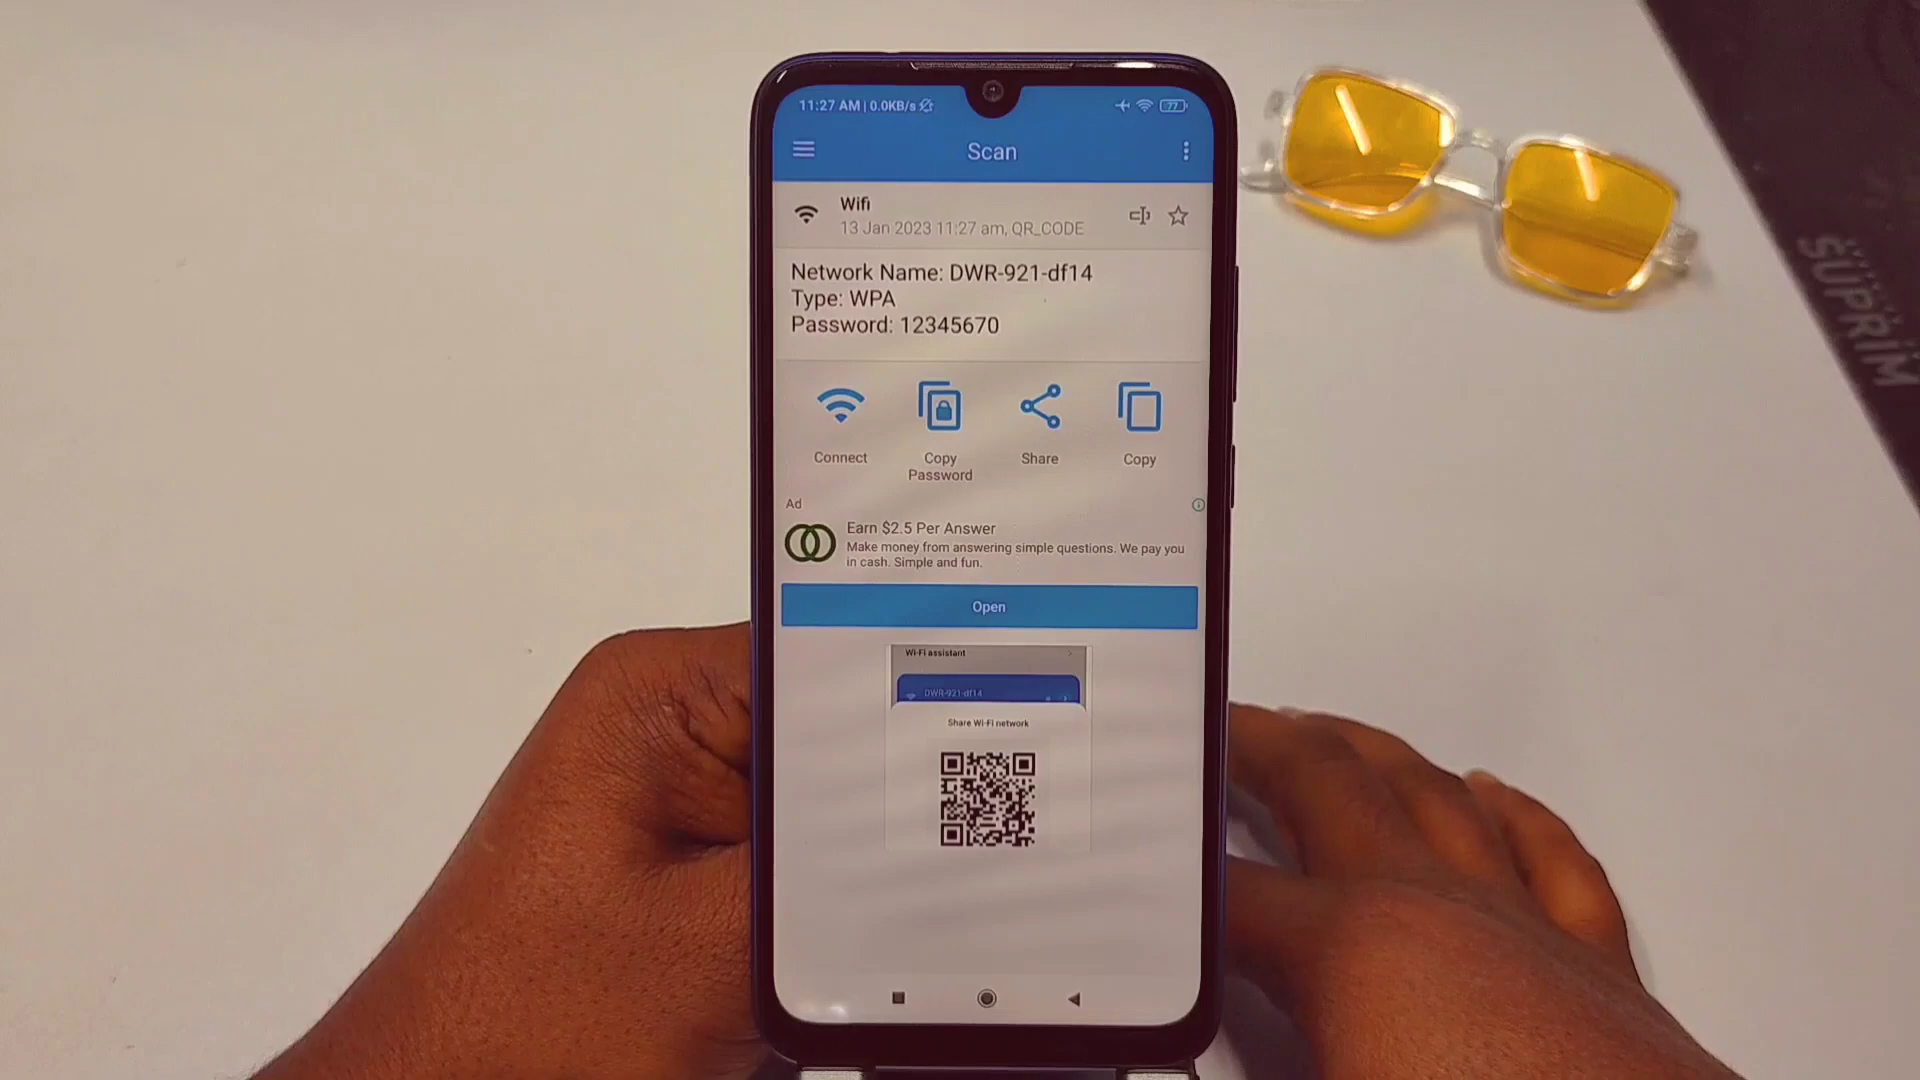 11:27 AM | 0.0KB/s
77
Scan
Wifi
13 Jan 2023 11:27 am, QR_CODE
Network Name: DWR-921-df14
Type: WPA
Password: 12345670
Connect
Copy
Password
Share
Copy
Ad
Earn $2.5 Per Answer
Make money from answering simple questions. We pay you
in cash. Simple and fun.
Open
Wi-Fi assistant
DWR-921-df14
Share Wi-Fi network
SUPRIM